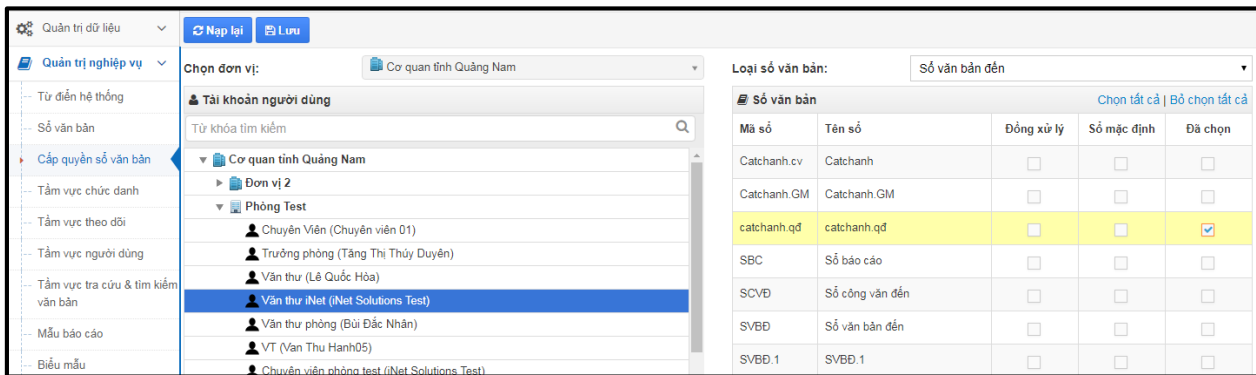 Quản trị dữ liệu
Nạp lại Lưu
Quản trị nghiệp vụ
Từ điển hệ thống
Sổ văn bản
Cấp quyền sổ văn bản
Tầm vực chức danh
Tầm vực theo dõi
Tầm vực người dùng
Tầm vực tra cứu & tìm kiếm
văn bản
Mẫu báo cáo
Biểu mẫu
Chọn đơn vị: Cơ quan tỉnh Quảng Nam
Tài khoản người dùng
Từ khóa tìm kiếm
Cơ quan tỉnh Quảng Nam
Đơn vị 2
Phòng Test
Chuyên Viên (Chuyên viên 01)
Trưởng phòng (Tăng Thị Thúy Duyên)
Văn thư (Lê Quốc Hòa)
Văn thư iNet (iNet Solutions Test)
Văn thư phòng (Bùi Đắc Nhân)
VT (Van Thu Hanh05)
Chuyên viên phòng test (iNet Solutions Test)
Loại sổ văn bản: Sổ văn bản đến
Sổ văn bản Chọn tất cả | Bỏ chọn tất cả
Mã sổ Tên sổ Đồng xử lý Sổ mặc định Đã chọn
Catchanh.cv Catchanh
Catchanh.GM Catchanh.GM
catchanh.qđ catchanh.qđ
SBC Sổ báo cáo
SCVĐ Sổ công văn đến
SVBĐ Sổ văn bản đến
SVBĐ.1 SVBĐ.1